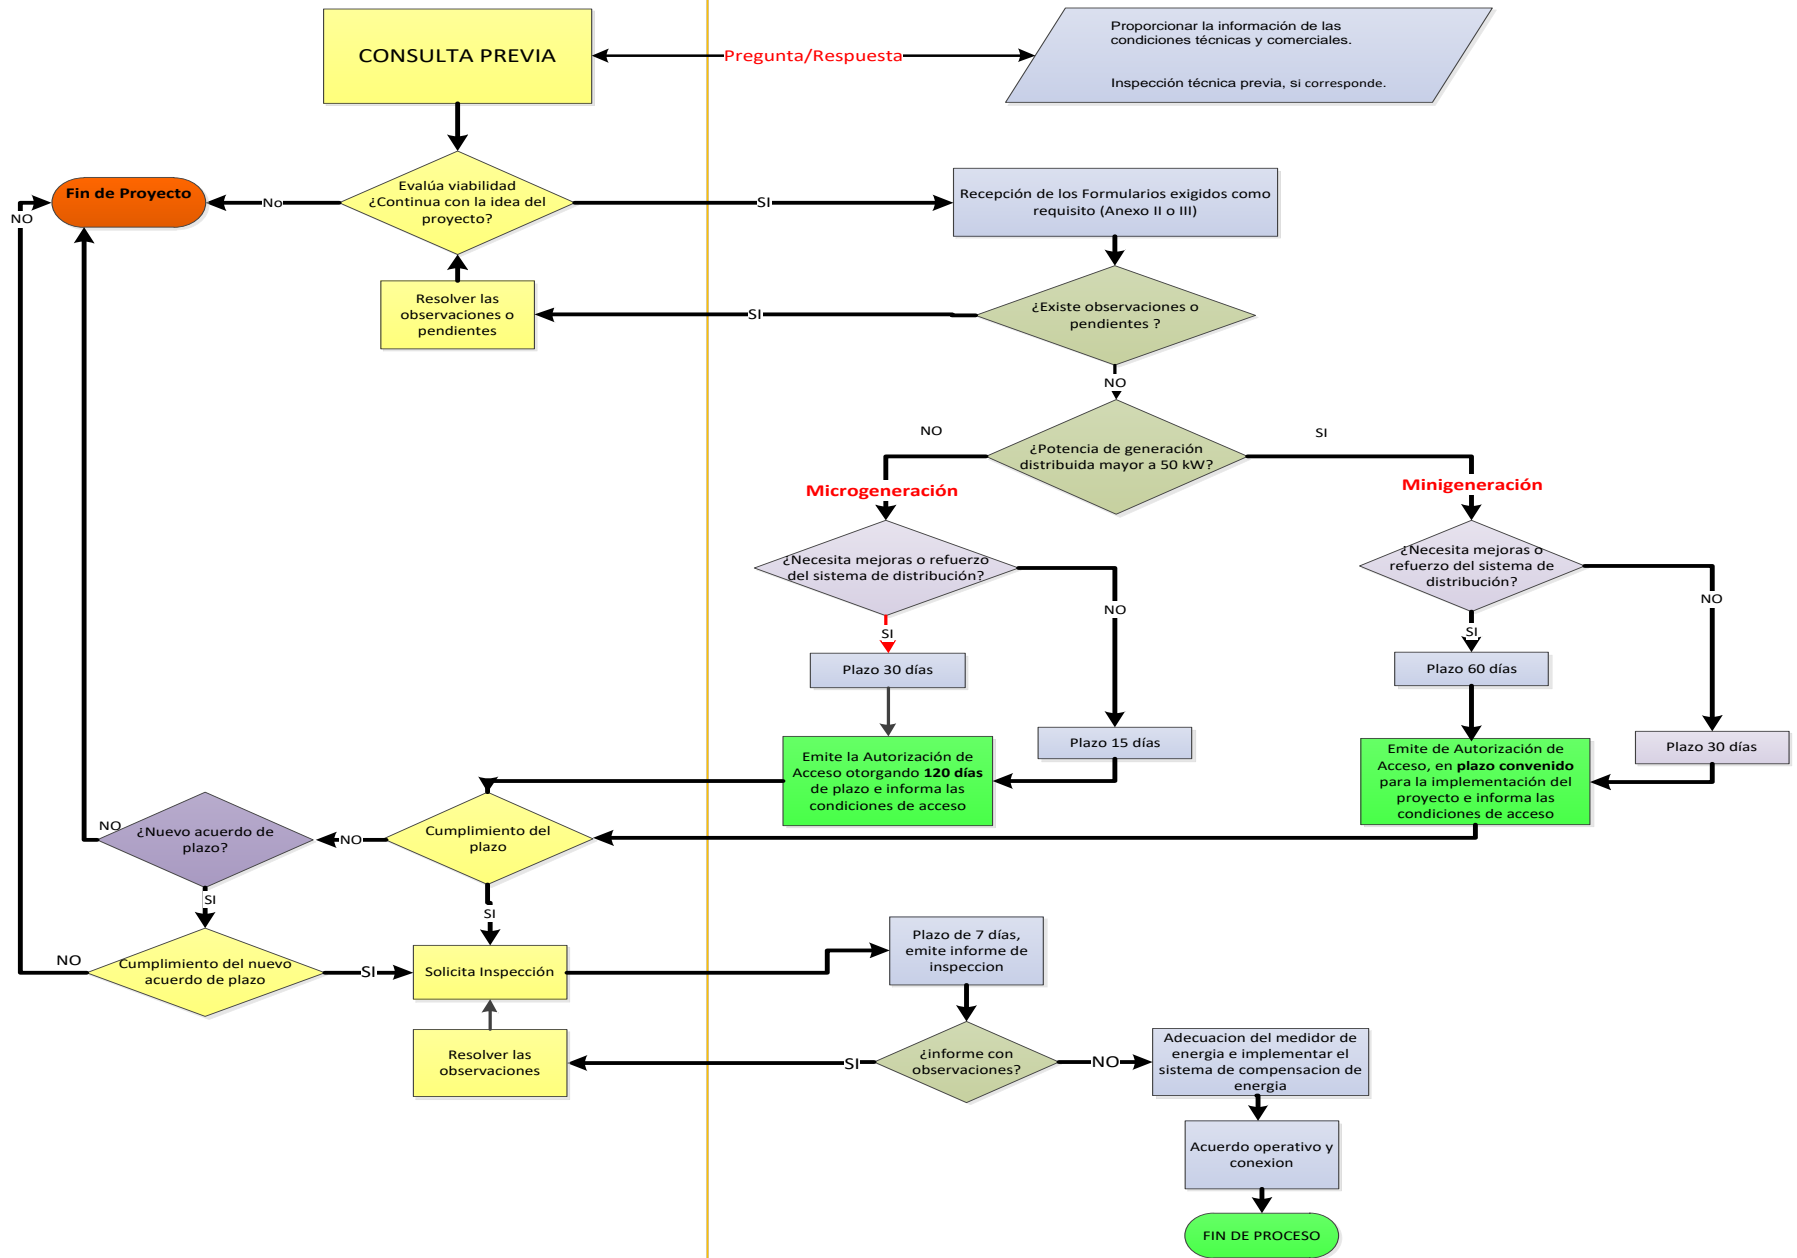 CONSULTA PREVIA
Pregunta/Respuesta
Proporcionar la información de las
condiciones técnicas y comerciales.
Inspección técnica previa, si corresponde.
Fin de Proyecto
No
NO
Evalúa viabilidad
¿Continua con la idea del
proyecto?
SI
Recepción de los Formularios exigidos como
requisito (Anexo II o III)
Resolver las
observaciones o
pendientes
SI
¿Existe observaciones o
pendientes ?
NO
NO
¿Potencia de generación
distribuida mayor a 50 kW?
SI
Microgeneración
Minigeneración
¿Necesita mejoras o refuerzo
del sistema de distribución?
¿Necesita mejoras o
refuerzo del sistema de
distribución?
NO
NO
SI
SI
Plazo 30 días
Plazo 60 días
Plazo 15 días
Plazo 30 días
Emite la Autorización de
Acceso otorgando 120 días
de plazo e informa las
condiciones de acceso
Emite de Autorización de
Acceso, en plazo convenido
para la implementación del
proyecto e informa las
condiciones de acceso
NO
¿Nuevo acuerdo de
plazo?
NO
Cumplimiento del
plazo
SI
SI
NO
Cumplimiento del nuevo
acuerdo de plazo
SI
Solicita Inspección
Plazo de 7 días,
emite informe de
inspeccion
Resolver las
observaciones
SI
¿informe con
observaciones?
NO
Adecuacion del medidor de
energia e implementar el
sistema de compensacion de
energia
Acuerdo operativo y
conexion
FIN DE PROCESO